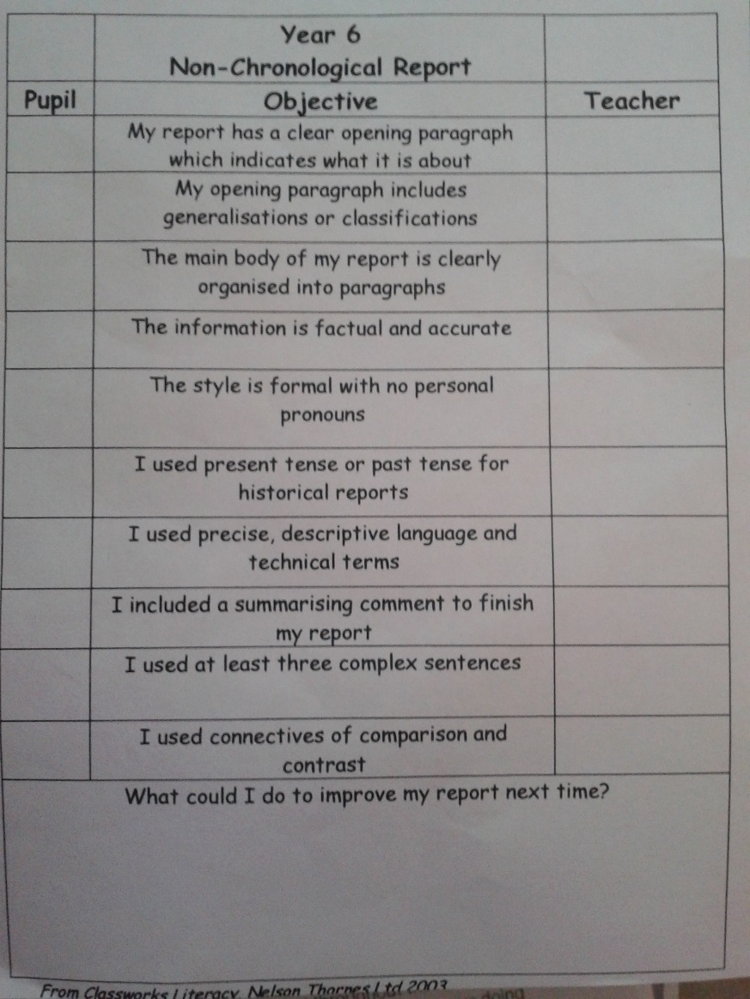 Year 6
Non-Chronological Report
Pupil Objective Teacher
My report has a clear opening paragraph
which indicates what it is about
My opening paragraph includes
generalisations or classifications
The main body of my report is clearly
organised into paragraphs
The information is factual and accurate
The style is formal with no personal
pronouns
I used present tense or past tense for
historical reports
I used precise, descriptive language and
technical terms
I included a summarising comment to finish
my report
I used at least three complex sentences
I used connectives of comparison and
contrast
What could I do to improve my report next time?
From Classworks Literacy, Nelson Thornes Ltd 2003
doing